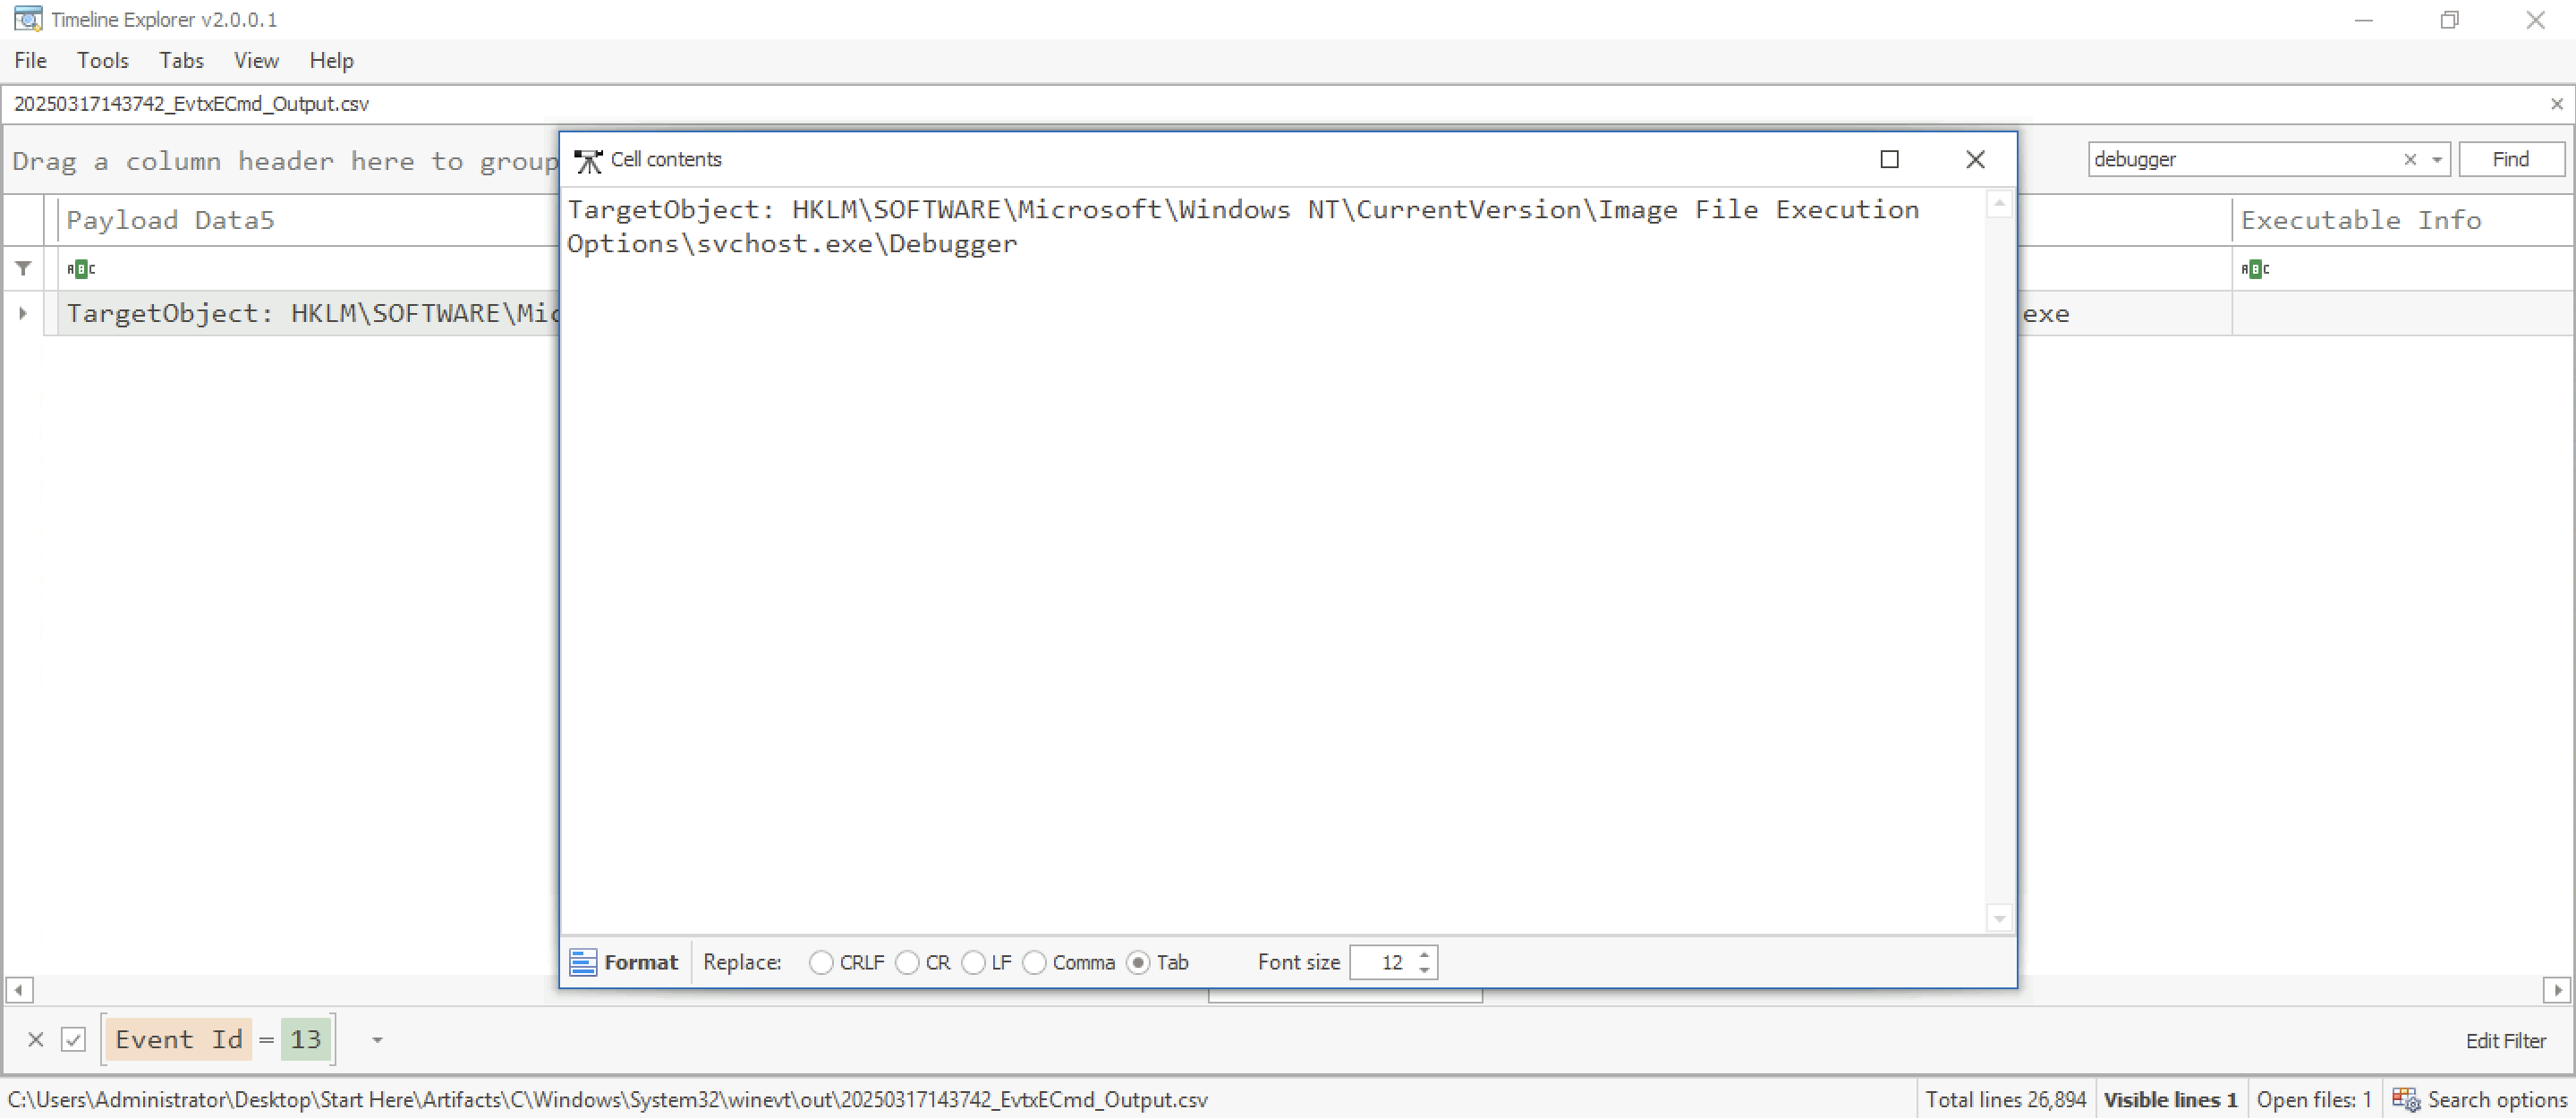 Timeline Explorer v2.0.0.1
File Tools Tabs View Help
20250317143742_EvtxECmd_Output.csv
Drag a column header here to group
Cell contents
debugger
Find
Payload Data5
Executable Info
TargetObject: HKLM\SOFTWARE\Microsoft\Windows NT\CurrentVersion\Image File Execution
Options\svchost.exe\Debugger
ABC
ABC
TargetObject: HKLM\SOFTWARE\Mic
exe
Format Replace: CRLF CR LF Comma Tab Font size 12
Event Id = 13
Edit Filter
C:\Users\Administrator\Desktop\Start Here\Artifacts\C\Windows\System32\winevt\out\20250317143742_EvtxECmd_Output.csv
Total lines 26,894 Visible lines 1 Open files: 1 Search options